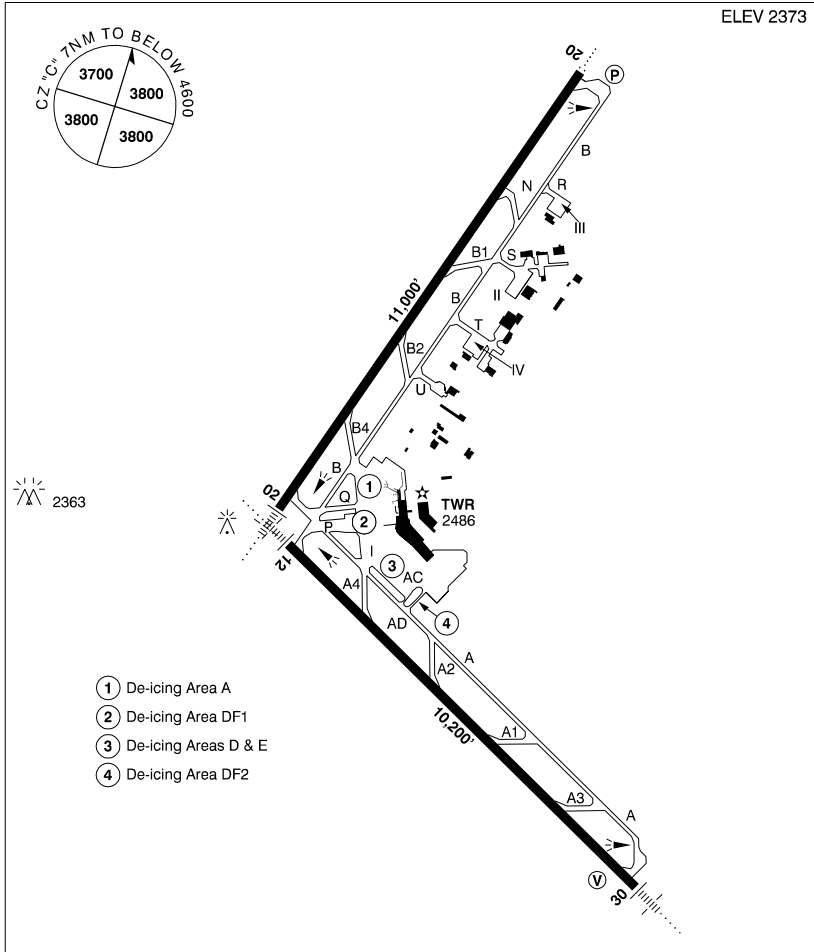 ELEV 2373
CZ "C" 7NM TO BELOW 4600
3700
3800
3800
3800
20
P
B
N
R
III
B1
S
II
B
11,000'
T
B2
IV
U
B4
B
1
02
Q
TWR
2486
2363
2
P
12
I
3
AC
A4
4
AD
A
A2
1 De-icing Area A
2 De-icing Area DF1
3 De-icing Areas D & E
4 De-icing Area DF2
10,200'
A1
A3
A
V
30